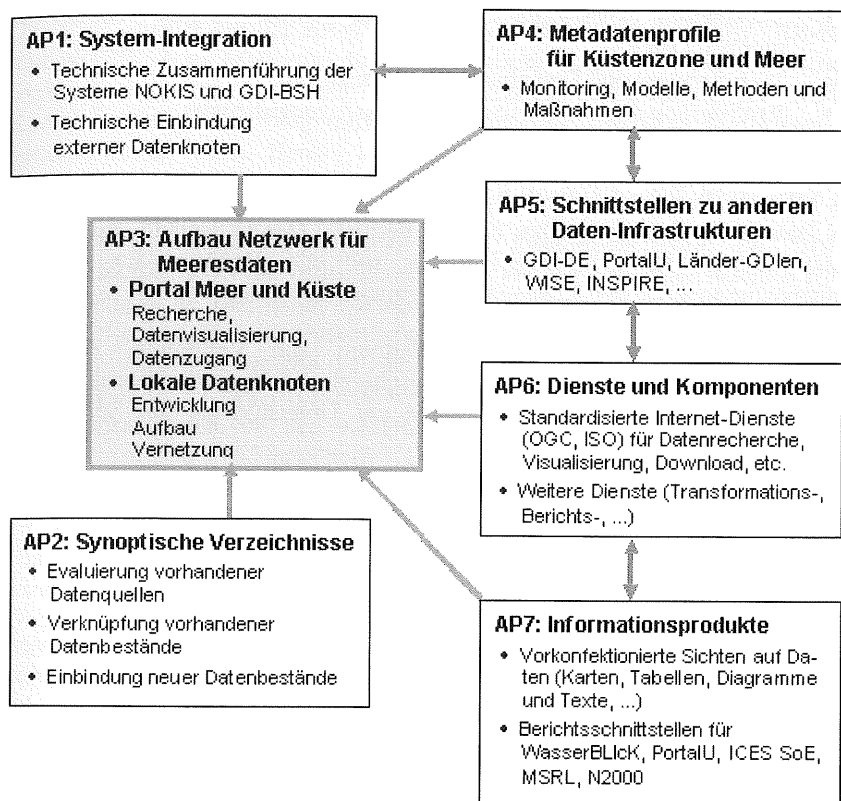 AP1: System-Integration
• Technische Zusammenführung der
Systeme NOKIS und GDI-BSH
• Technische Einbindung
externer Datenknoten
AP4: Metadatenprofile
für Küstenzone und Meer
• Monitoring, Modelle, Methoden und
Maßnahmen
AP3: Aufbau Netzwerk für
Meeresdaten
• Portal Meer und Küste
Recherche,
Datenvisualisierung,
Datenzugang
• Lokale Datenknoten
Entwicklung
Aufbau
Vernetzung
AP5: Schnittstellen zu anderen
Daten-Infrastrukturen
• GDI-DE, PortalU, Länder-GDIen,
WISE, INSPIRE, ...
AP6: Dienste und Komponenten
• Standardisierte Internet-Dienste
(OGC, ISO) für Datenrecherche,
Visualisierung, Download, etc.
• Weitere Dienste (Transformations-,
Berichts-, ...)
AP2: Synoptische Verzeichnisse
• Evaluierung vorhandener
Datenquellen
• Verknüpfung vorhandener
Datenbestände
• Einbindung neuer Datenbestände
AP7: Informationsprodukte
• Vorkonfektionierte Sichten auf Da-
ten (Karten, Tabellen, Diagramme
und Texte, ...)
• Berichtsschnittstellen für
WasserBLIcK, PortalU, ICES SoE,
MSRL, N2000